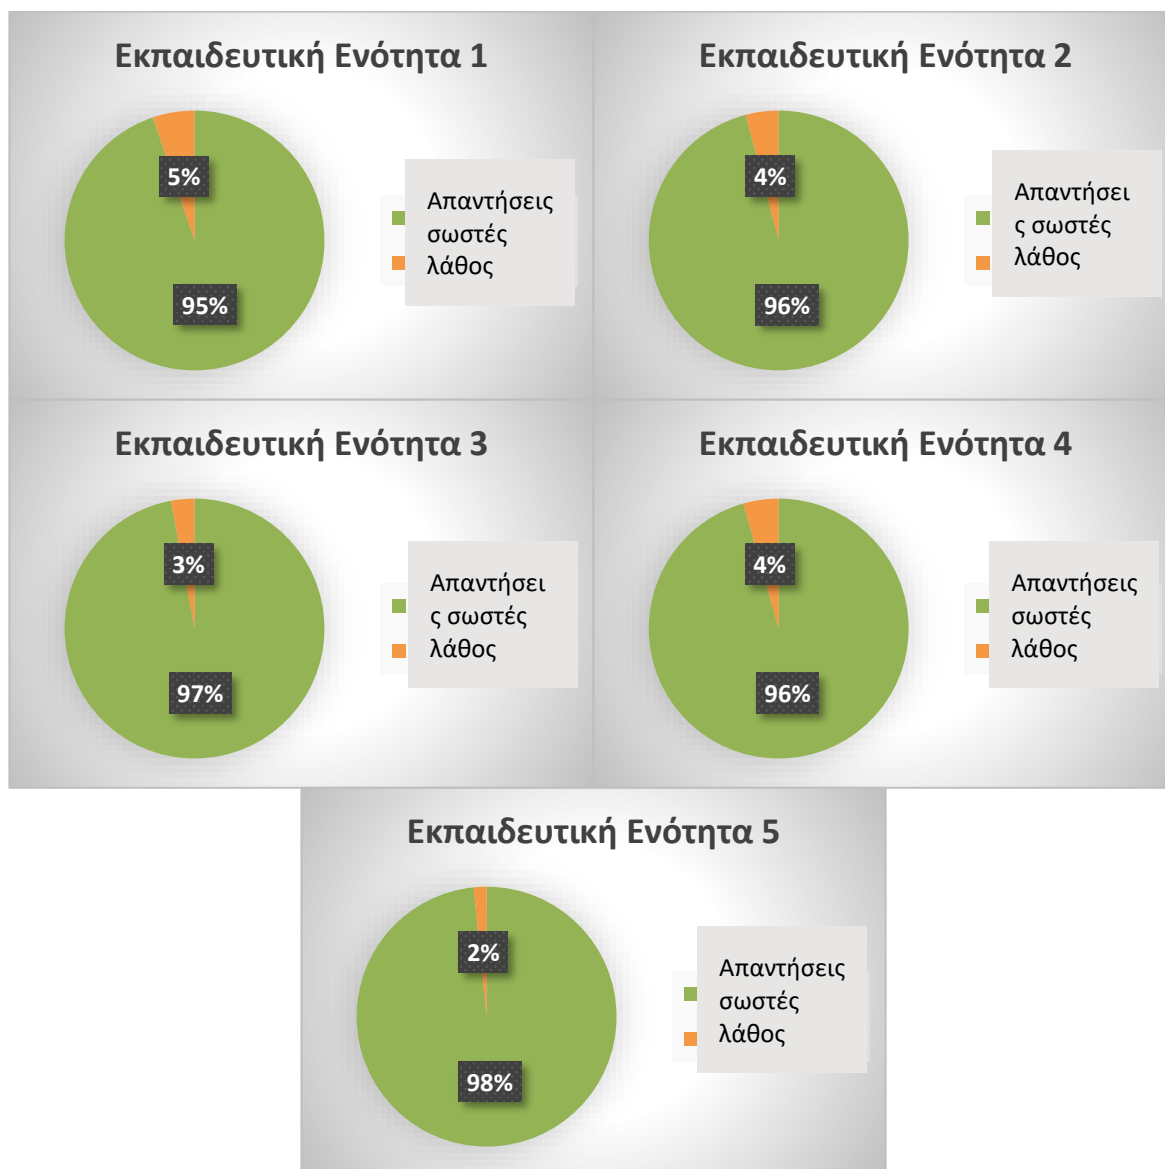 Εκπαιδευτική Ενότητα 1
5%
95%
Απαντήσεις
σωστές
λάθος
Εκπαιδευτική Ενότητα 2
4%
96%
Απαντήσει
ς σωστές
λάθος
Εκπαιδευτική Ενότητα 3
3%
97%
Απαντήσει
ς σωστές
λάθος
Εκπαιδευτική Ενότητα 4
4%
96%
Απαντήσεις
σωστές
λάθος
Εκπαιδευτική Ενότητα 5
2%
98%
Απαντήσεις
σωστές
λάθος